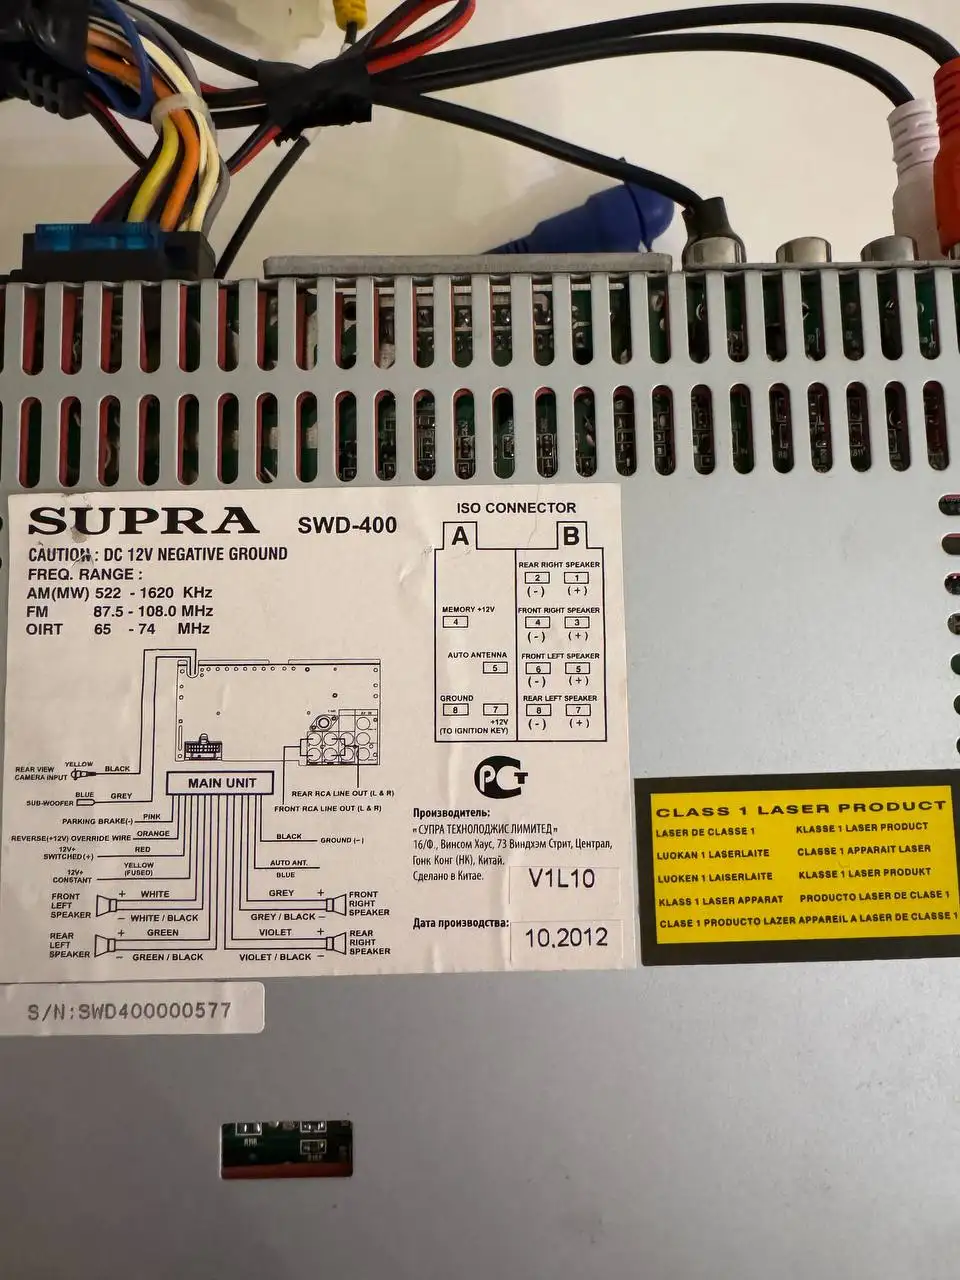 SUPRA SWD-400
CAUTION: DC 12V NEGATIVE GROUND
FREQ. RANGE :
AM(MW) 522 - 1620 KHz
FM 87.5 - 108.0 MHz
OIRT 65 - 74 MHz
ISO CONNECTOR
A B
REAR RIGHT SPEAKER
2 1
(-) (+)
MEMORY +12V
4
FRONT RIGHT SPEAKER
4 3
(-) (+)
AUTO ANTENNA
5
FRONT LEFT SPEAKER
6 5
(-) (+)
GROUND
8 7
+12V
(TO IGNITION KEY)
REAR LEFT SPEAKER
8 7
(-) (+)
REAR VIEW
CAMERA INPUT
YELLOW
BLACK
BLUE
SUB-WOOFER
GREY
MAIN UNIT
REAR RCA LINE OUT (L & R)
FRONT RCA LINE OUT (L & R)
PARKING BRAKE(-)
PINK
REVERSE(+12V) OVERRIDE WIRE
ORANGE
12V+
SWITCHED(+)
RED
12V+
CONSTANT
YELLOW
(FUSED)
BLACK
GROUND (-)
AUTO ANT.
BLUE
FRONT
LEFT
SPEAKER
+ WHITE
- WHITE / BLACK
GREY +
GREY / BLACK -
FRONT
RIGHT
SPEAKER
REAR
LEFT
SPEAKER
+ GREEN
- GREEN / BLACK
VIOLET +
VIOLET / BLACK -
REAR
RIGHT
SPEAKER
РСТ
Производитель:
"СУПРА ТЕХНОЛОДЖИС ЛИМИТЕД"
16/Ф., Винсом Хаус, 73 Виндхэм Стрит, Централ,
Гонк Конг (НК), Китай.
Сделано в Китае.
V1L10
Дата производства:
10.2012
S/N:SWD400000577
CLASS 1 LASER PRODUCT
LASER DE CLASSE 1 KLASSE 1 LASER PRODUCT
LUOKAN 1 LASERLAITE CLASSE 1 APPARAIT LASER
LUOKEN 1 LAISERLAITE KLASSE 1 LASER PRODUKT
KLASS 1 LASER APPARAT PRODUCTO LASER DE CLASE 1
CLASE 1 PRODUCTO LAZER APPAREIL A LASER DE CLASSE 1